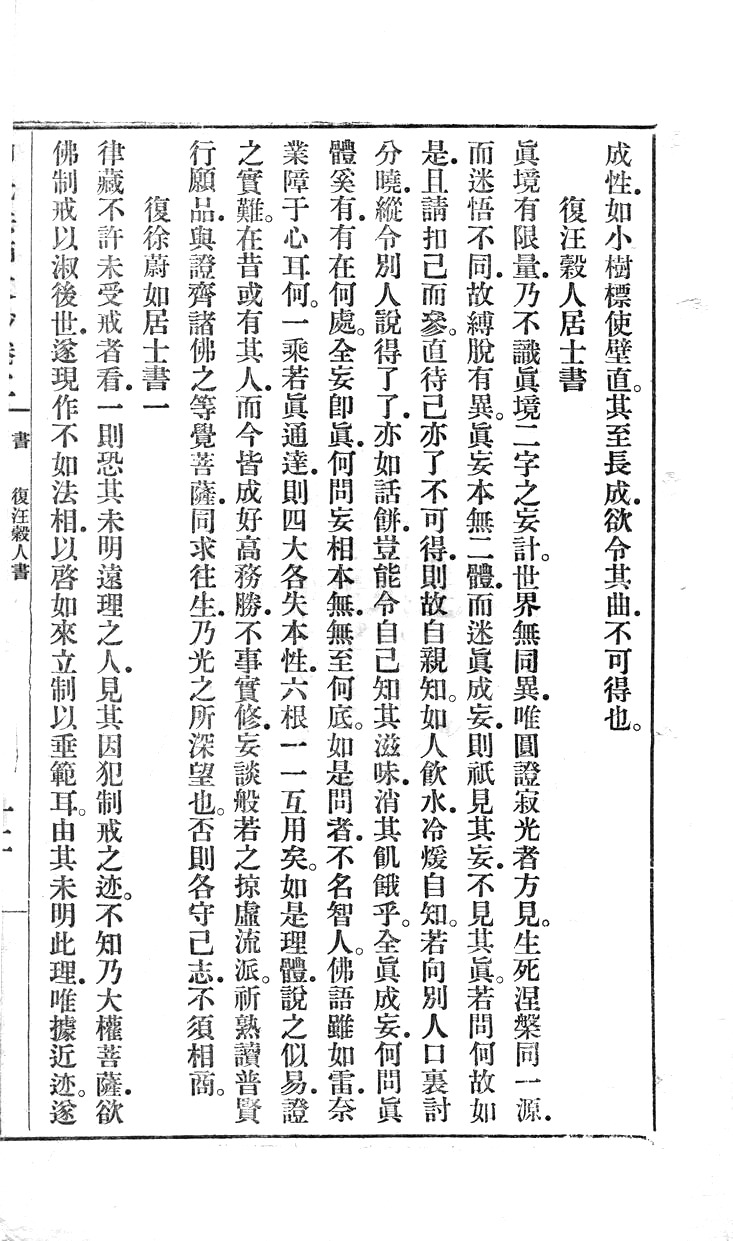 成性.如小樹標使壁直。其至長成.欲令其曲.不可得也。
復汪穀人居士書
眞境有限量.乃不識眞境二字之妄計。世界無同異.唯圓證寂光者方見。生死涅槃同一源.
而迷悟不同.故縛脫有異。眞妄本無二體.而迷眞成妄.則祇見其妄.不見其眞。若問何故如
是.且請扣己而參。直待己亦了不可得.則故自親知。如人飲水.冷煖自知。若向別人口裏討
分曉.縱令別人說得了了.亦如話餅.豈能令自己知其滋味.消其飢餓乎。全眞成妄.何問眞
體奚有.有在何處。全妄卽眞.何問妄相本無.無至何底。如是問者.不名智人。佛語雖如雷.奈
業障于心耳何。一乘若眞通達.則四大各失本性.六根一一互用矣。如是理體.說之似易.證
之實難。在昔或有其人.而今皆成好高務勝.不事實修.妄談般若之掠虛流派。祈熟讀普賢
行願品.與證齊諸佛之等覺菩薩.同求往生.乃光之所深望也。否則各守己志.不須相商。
復徐蔚如居士書一
律藏不許未受戒者看.一則恐其未明遠理之人.見其因犯制戒之迹。不知乃大權菩薩.欲
佛制戒以淑後世.遂現作不如法相.以啓如來立制以垂範耳。由其未明此理.唯據近迹。遂
書　復汪穀人書